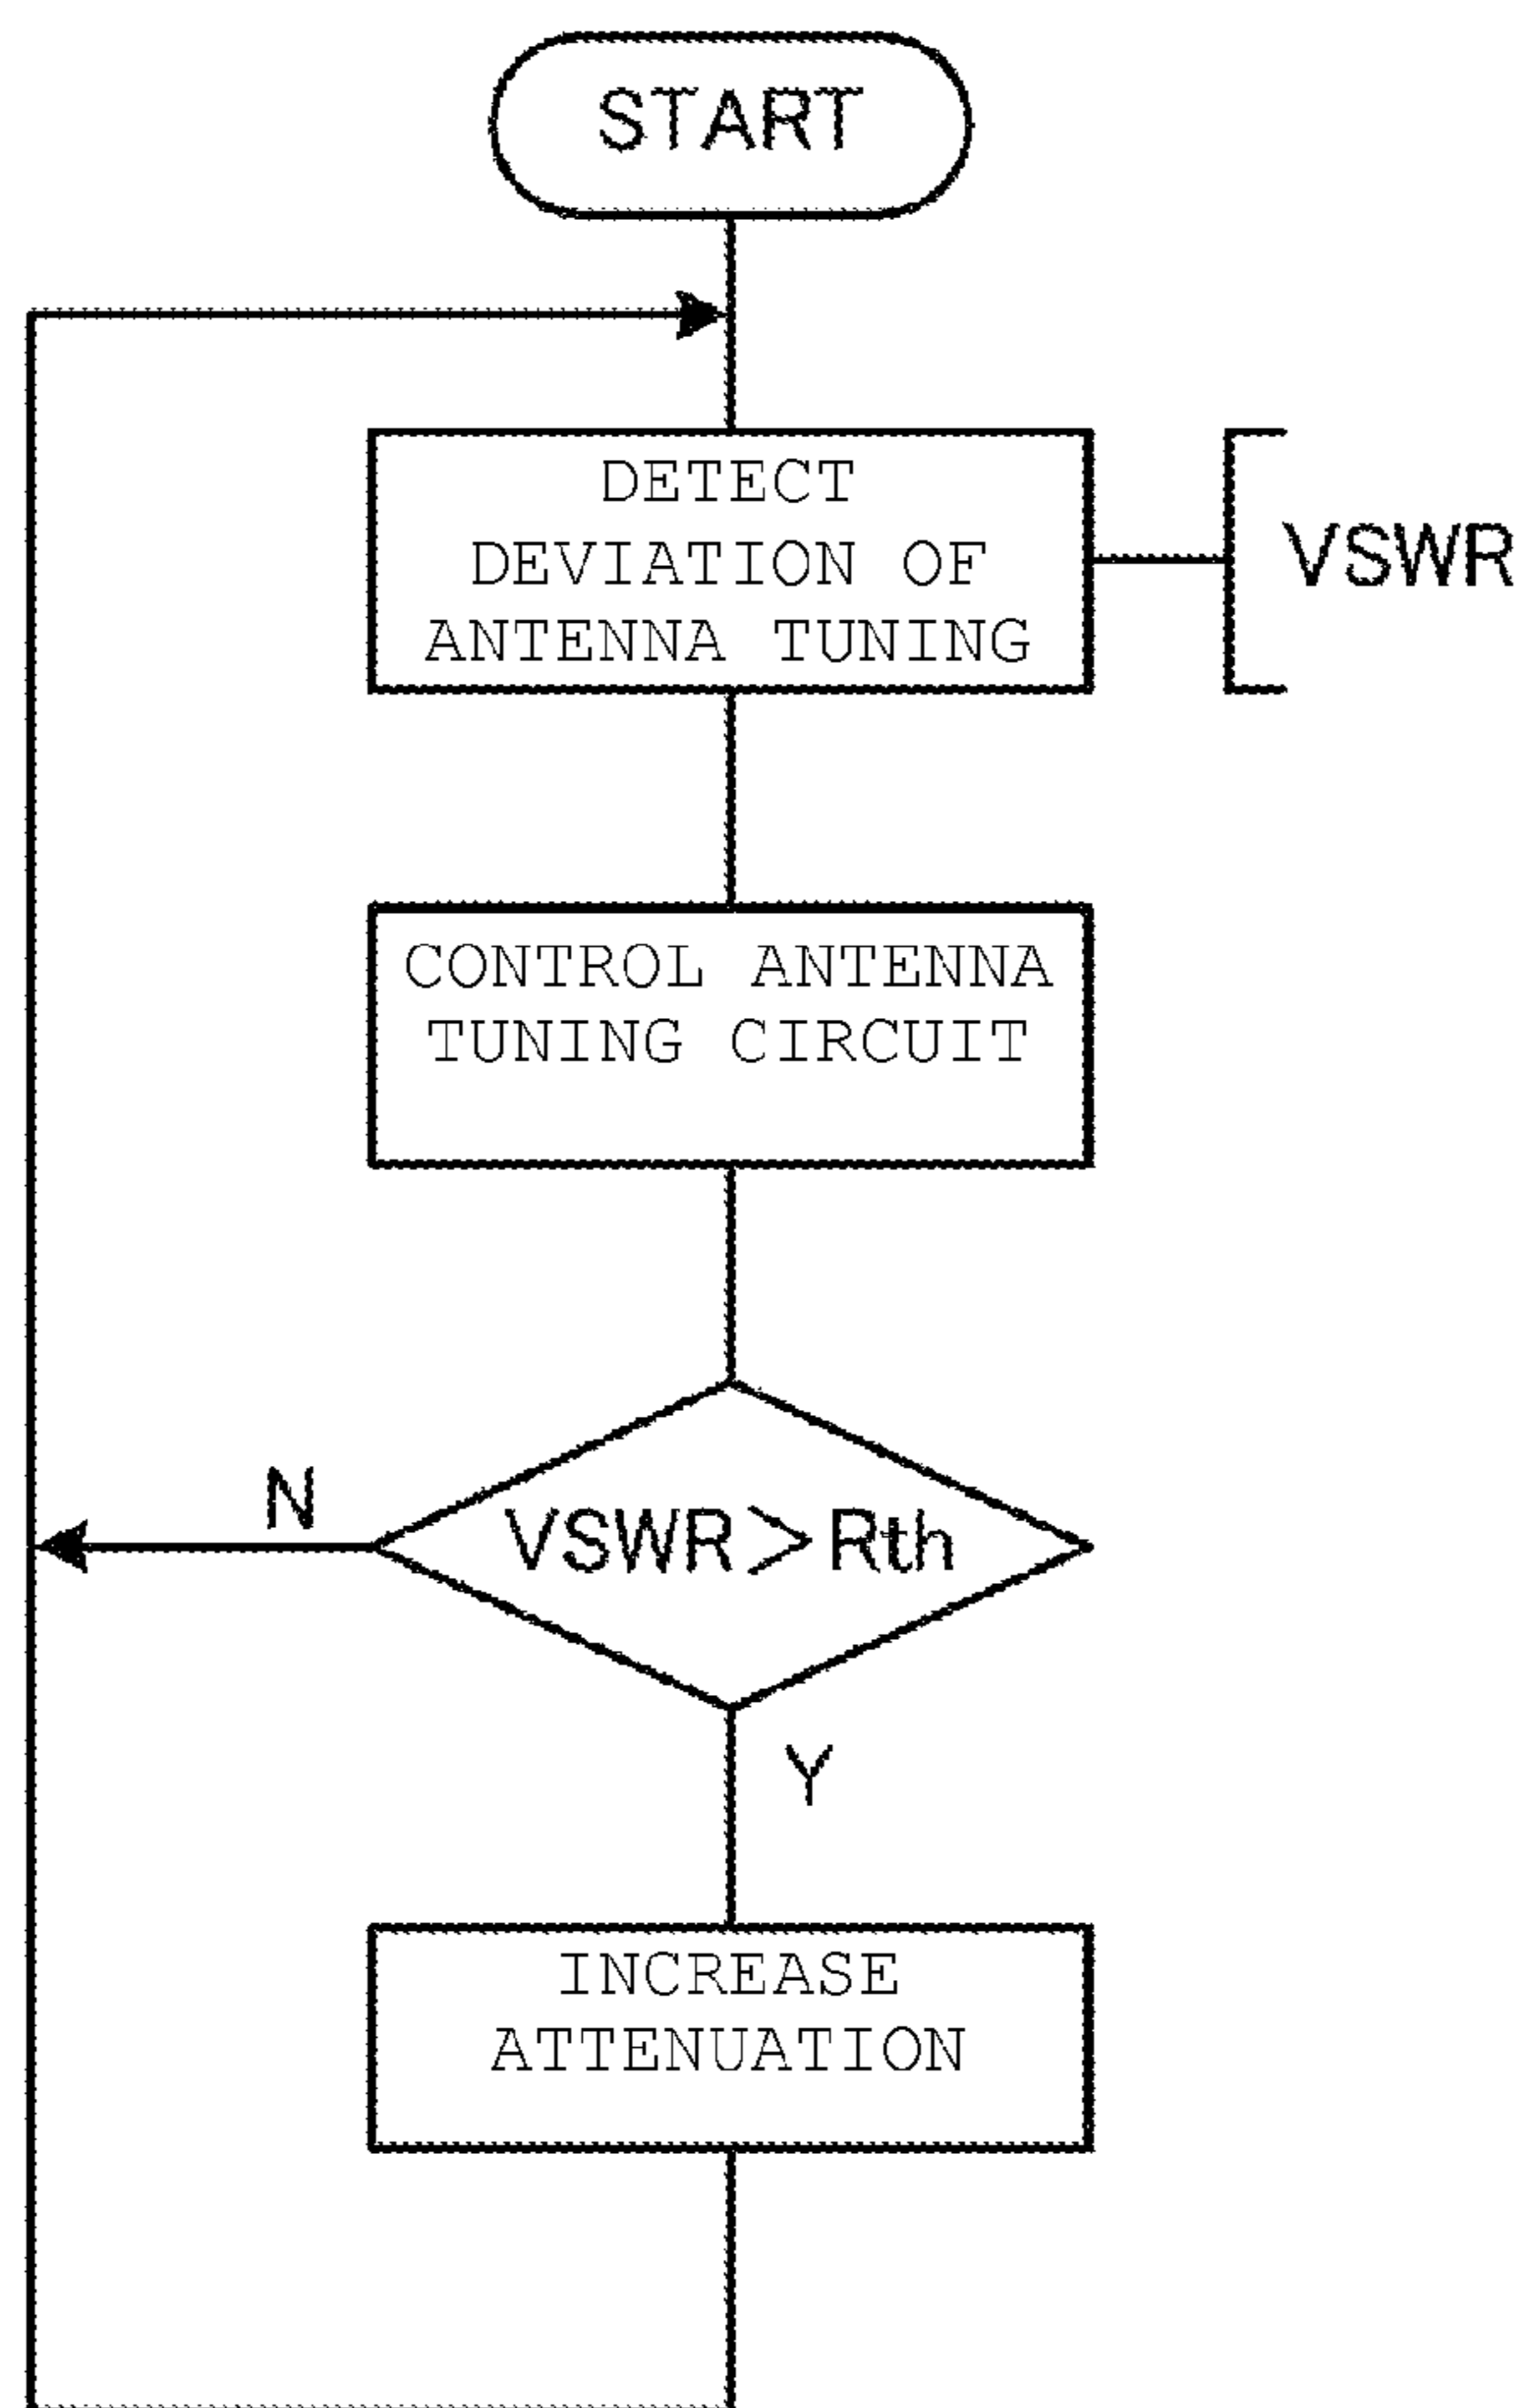 START
DETECT
DEVIATION OF
ANTENNA TUNING
VSWR
CONTROL ANTENNA
TUNING CIRCUIT
N
VSWR>Rth
Y
INCREASE
ATTENUATION